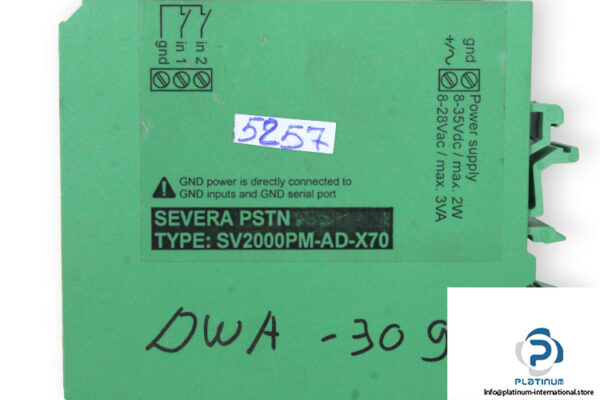 gnd
in 1
in 2
+/~
gnd
Power supply
8-35Vdc / max. 2W
8-28Vac / max. 3VA
5257
GND power is directly connected to
GND inputs and GND serial port
SEVERA PSTN
TYPE: SV2000PM-AD-X70
DWA -309
PLATINUM
Info@platinum-international.store